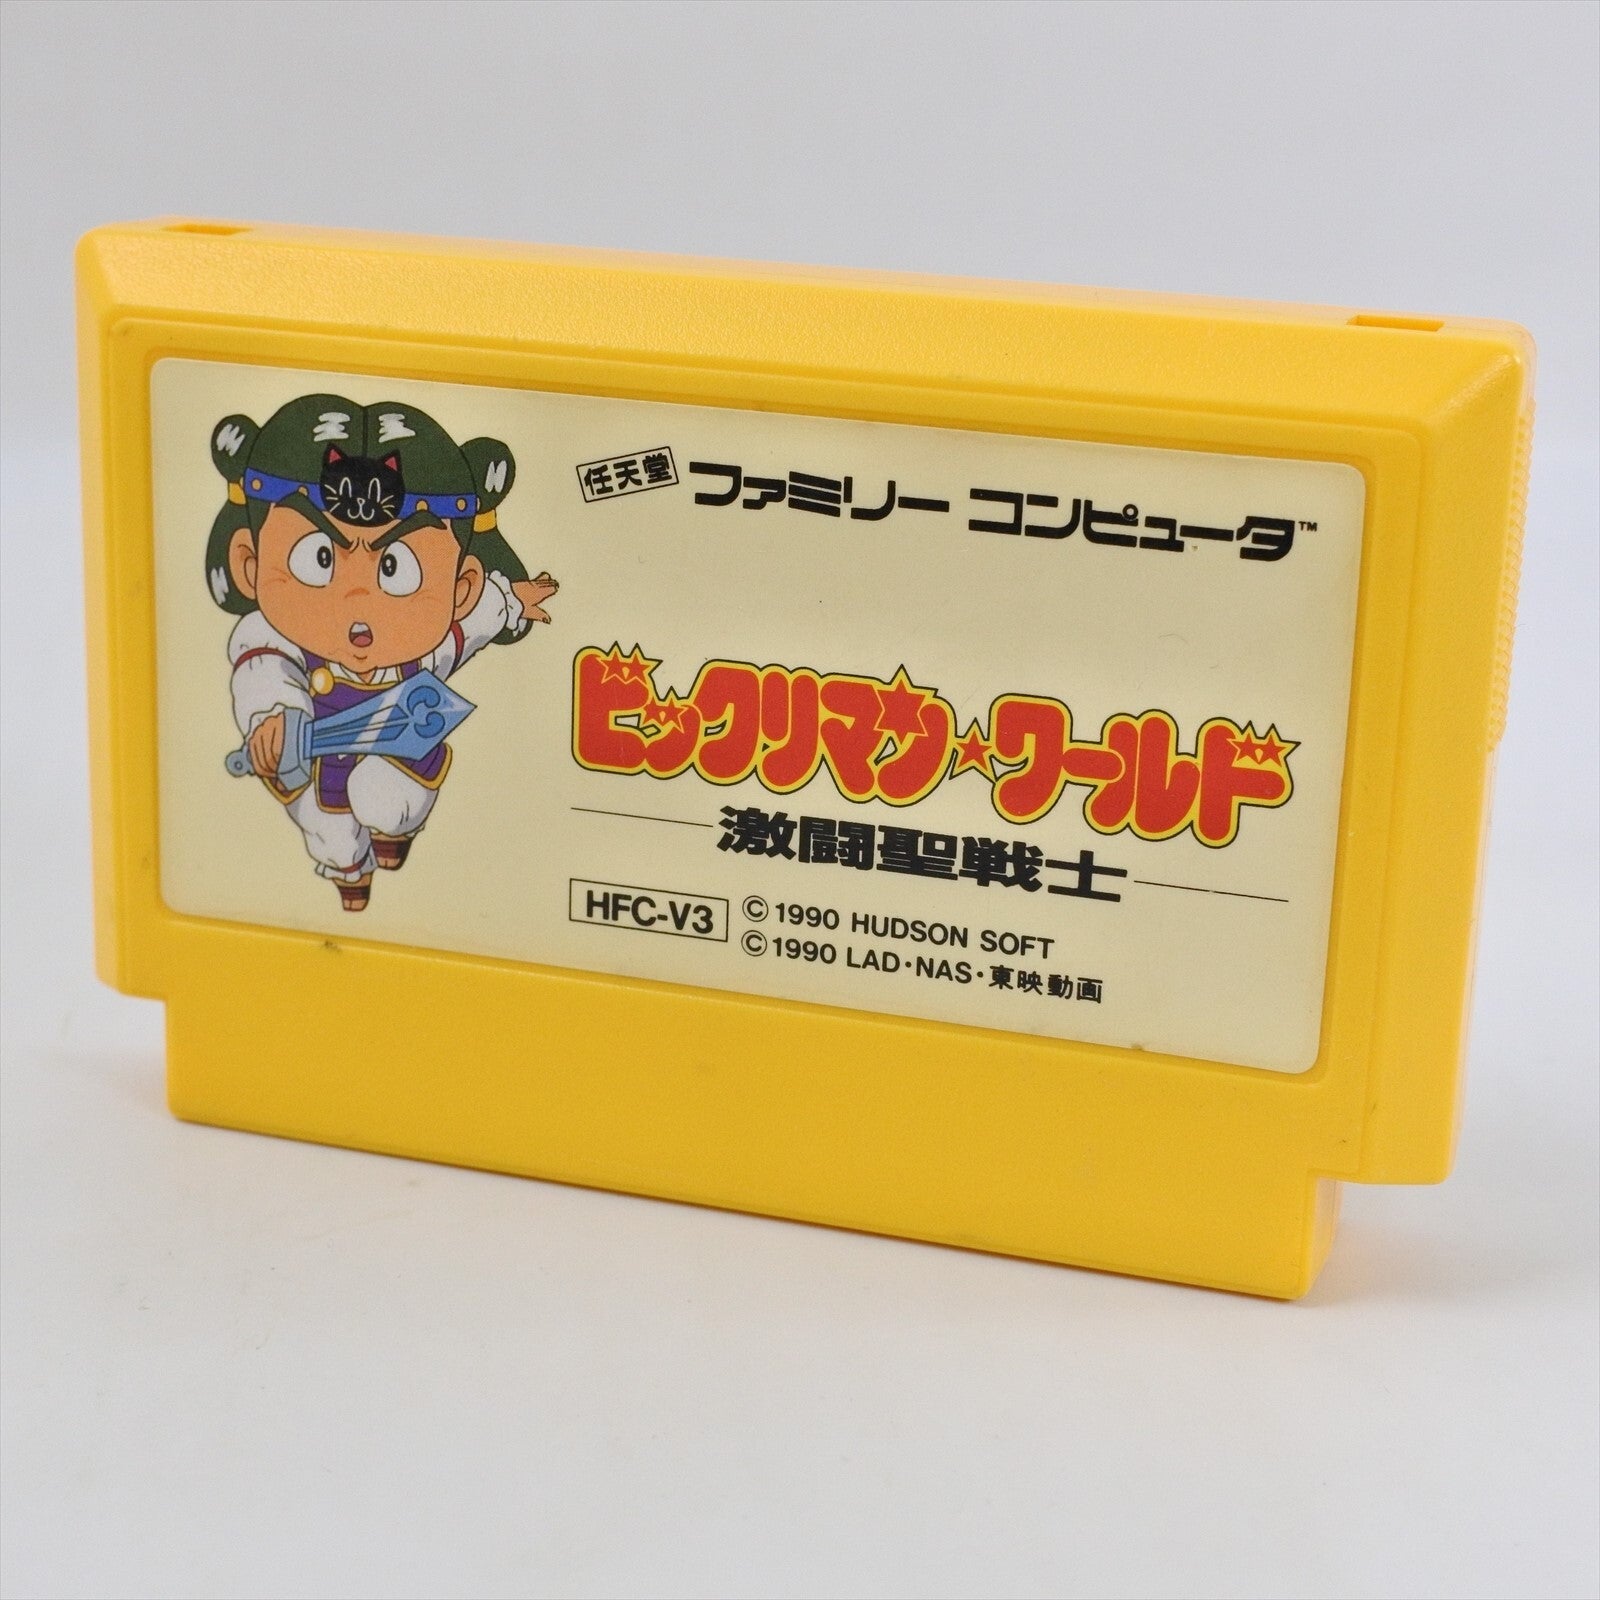 任天堂 ファミリー コンピュータ™
ビックリマン★ワールド
激闘聖戦士
HFC-V3 © 1990 HUDSON SOFT
© 1990 LAD・NAS・東映動画